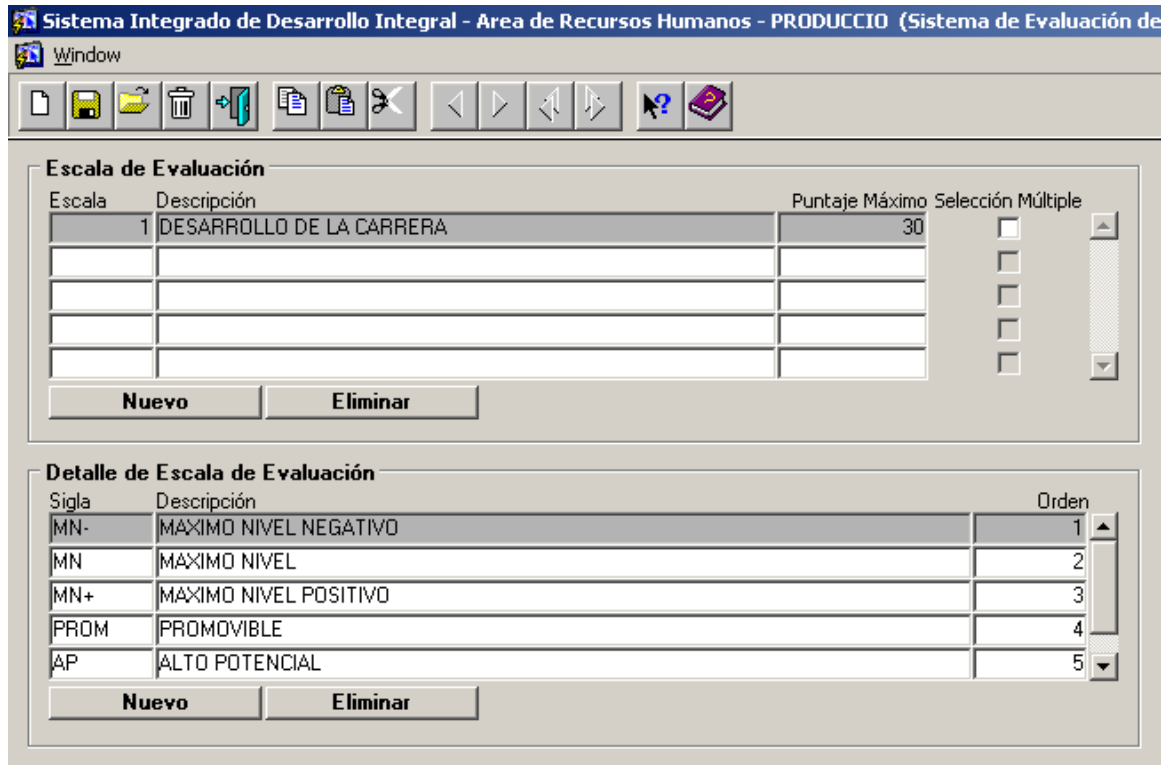 Sistema Integrado de Desarrollo Integral - Area de Recursos Humanos - PRODUCCIO (Sistema de Evaluación de
Window
Escala de Evaluación
Escala Descripción Puntaje Máximo Selección Múltiple
1 DESARROLLO DE LA CARRERA 30
Nuevo Eliminar
Detalle de Escala de Evaluación
Sigla Descripción Orden
MN- MAXIMO NIVEL NEGATIVO 1
MN MAXIMO NIVEL 2
MN+ MAXIMO NIVEL POSITIVO 3
PROM PROMOVIBLE 4
AP ALTO POTENCIAL 5
Nuevo Eliminar